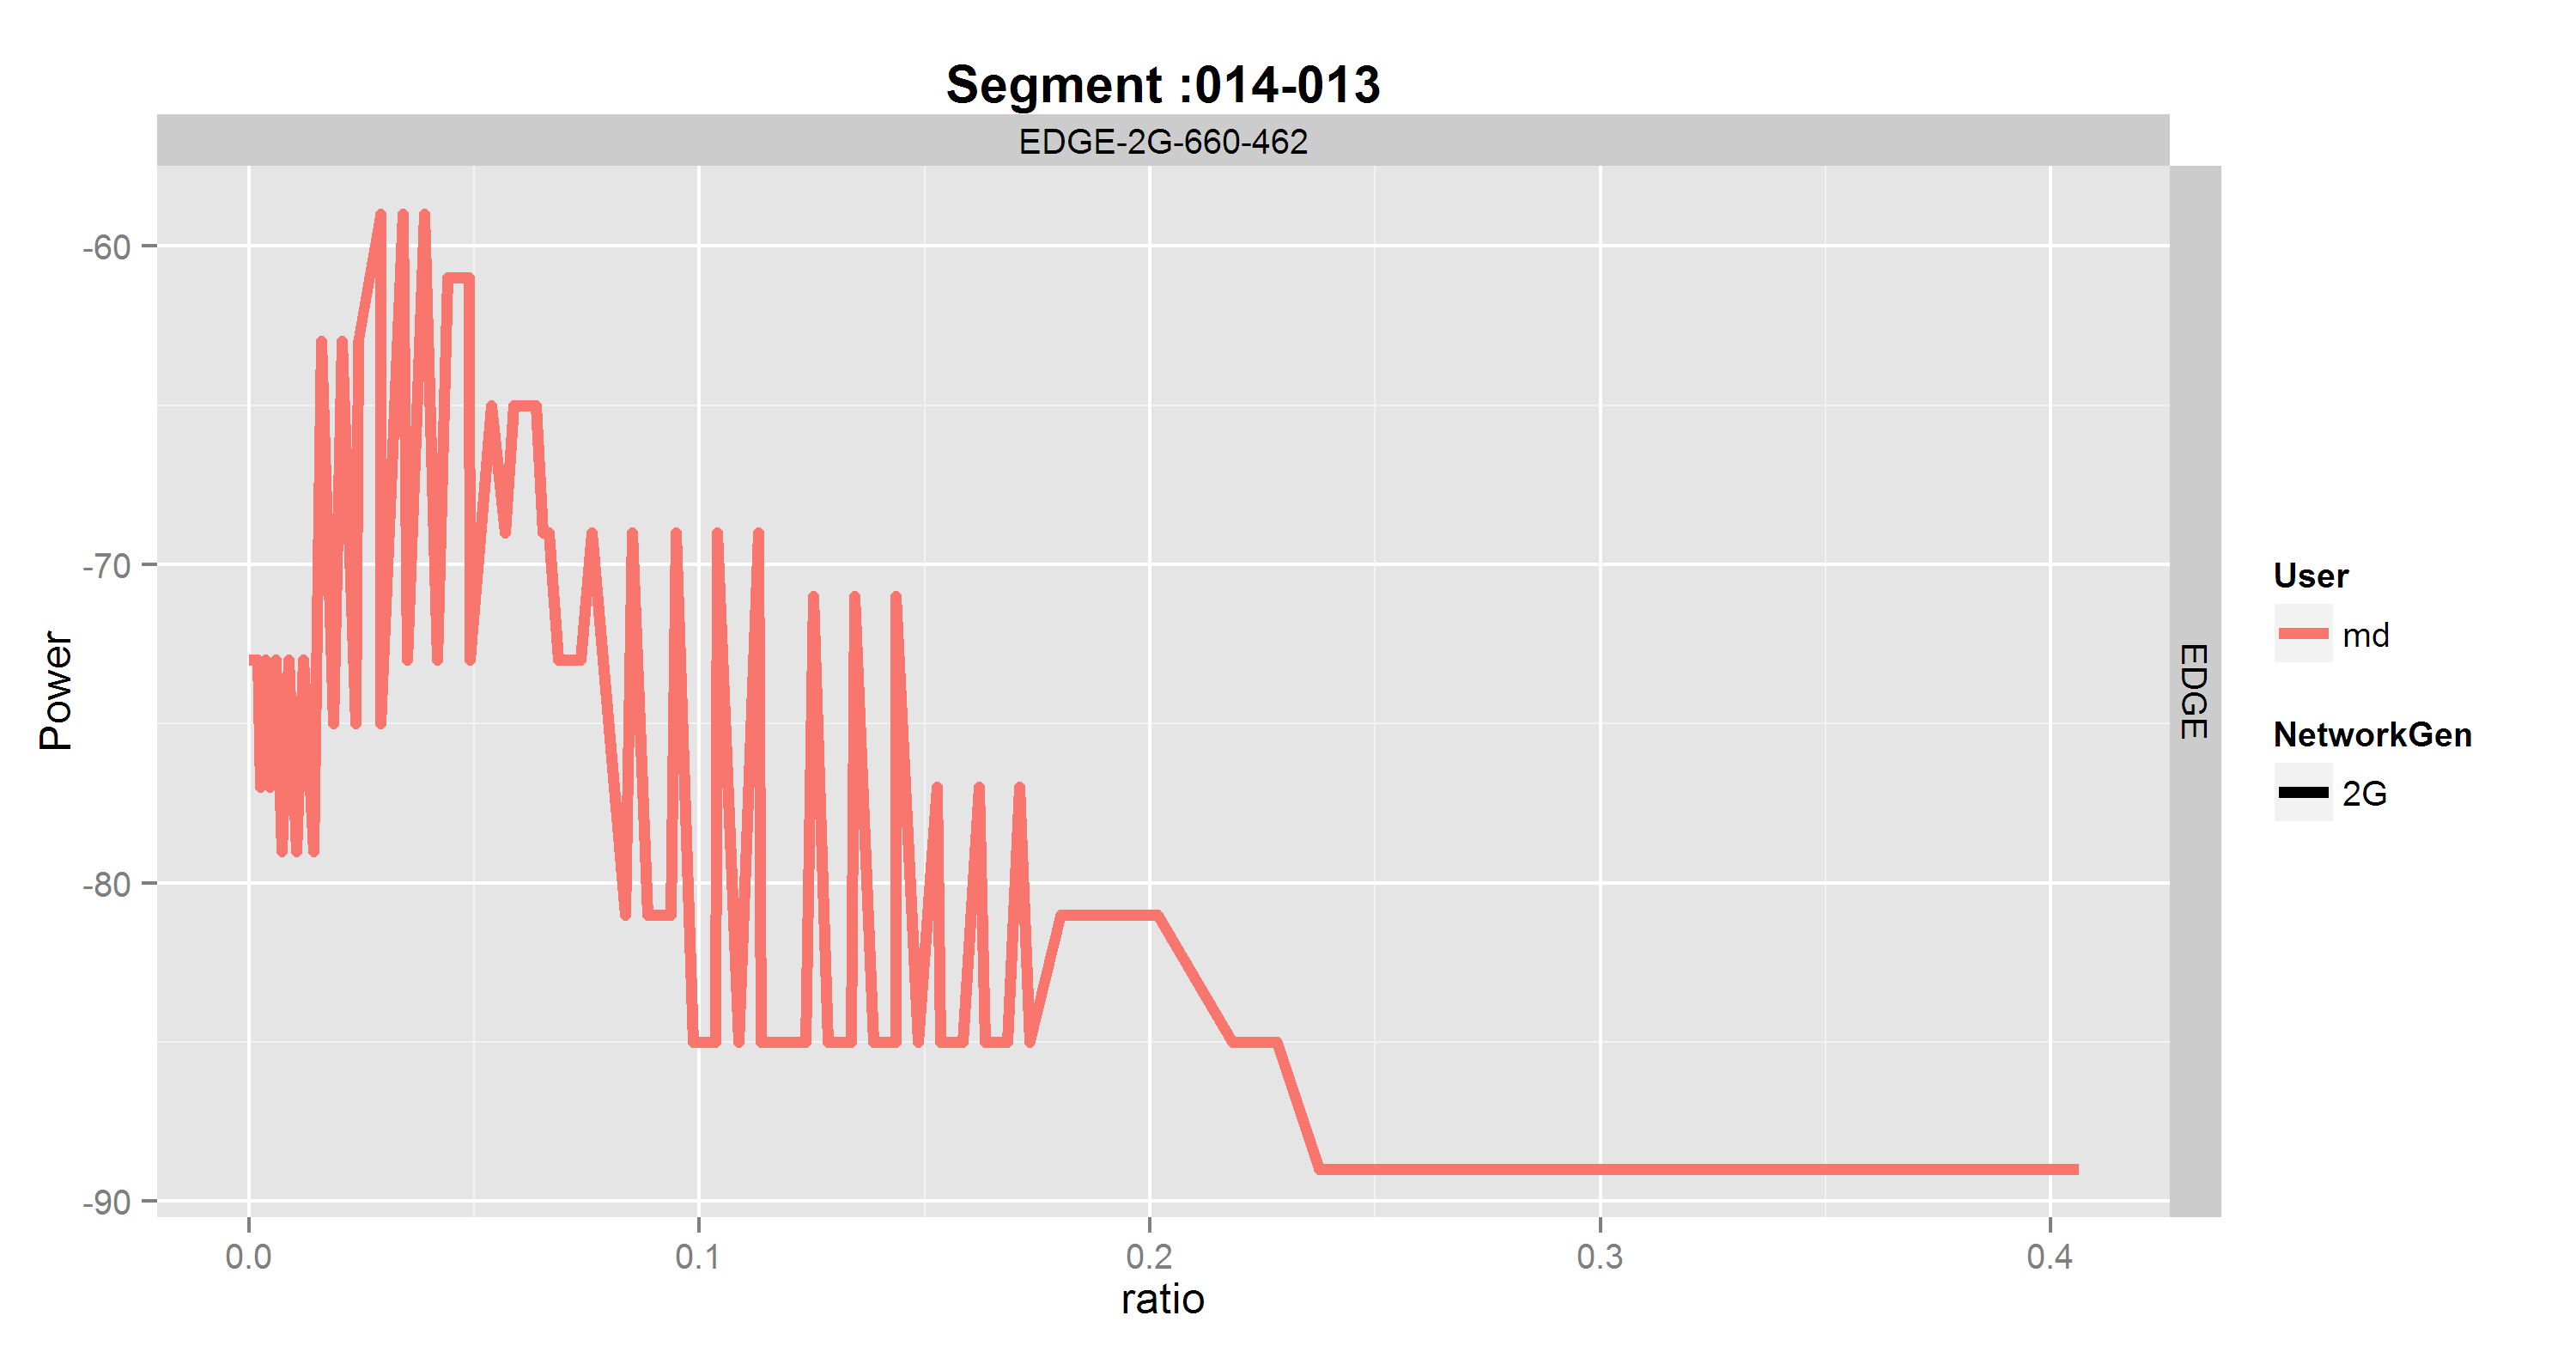 Segment :014-013
EDGE-2G-660-462
EDGE
Power
-60
-70
-80
-90
0.0
0.1
0.2
0.3
0.4
ratio
User
md
NetworkGen
2G